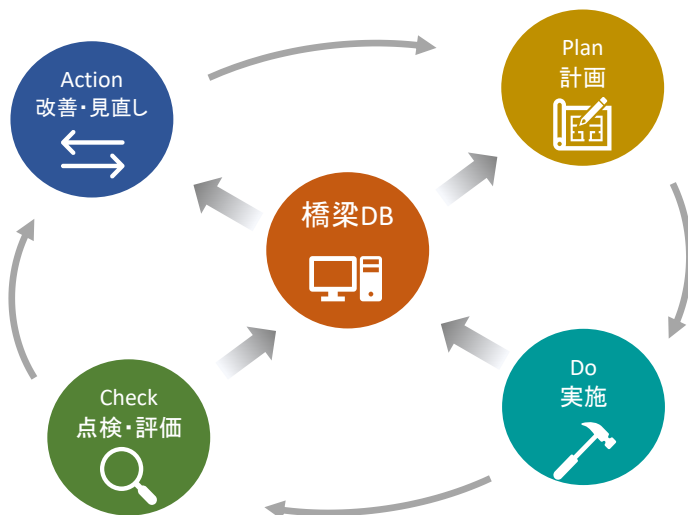 Action
改善・見直し
Plan
計画
橋梁DB
Check
点検・評価
Do
実施